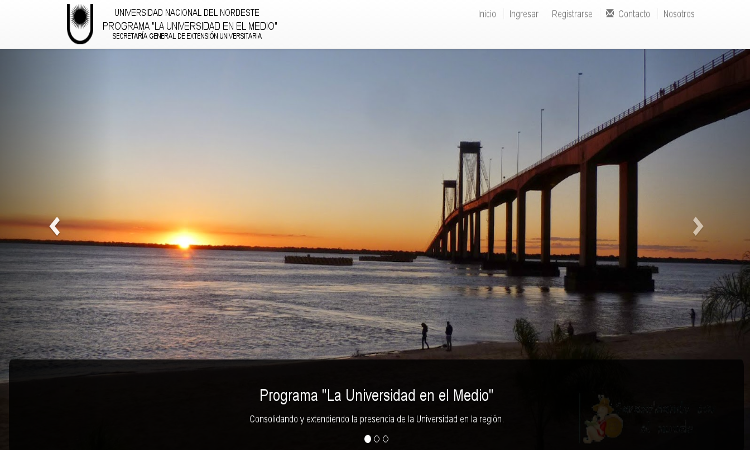 UNIVERSIDAD NACIONAL DEL NORDESTE
PROGRAMA "LA UNIVERSIDAD EN EL MEDIO"
SECRETARÍA GENERAL DE EXTENSIÓN UNIVERSITARIA
Inicio Ingresar Registrarse Contacto Nosotros
Programa "La Universidad en el Medio"
Consolidando y extendiendo la presencia de la Universidad en la región